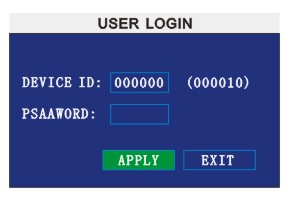 USER LOGIN
DEVICE ID: 000000 (000010)
PSAAWORD:
APPLY EXIT